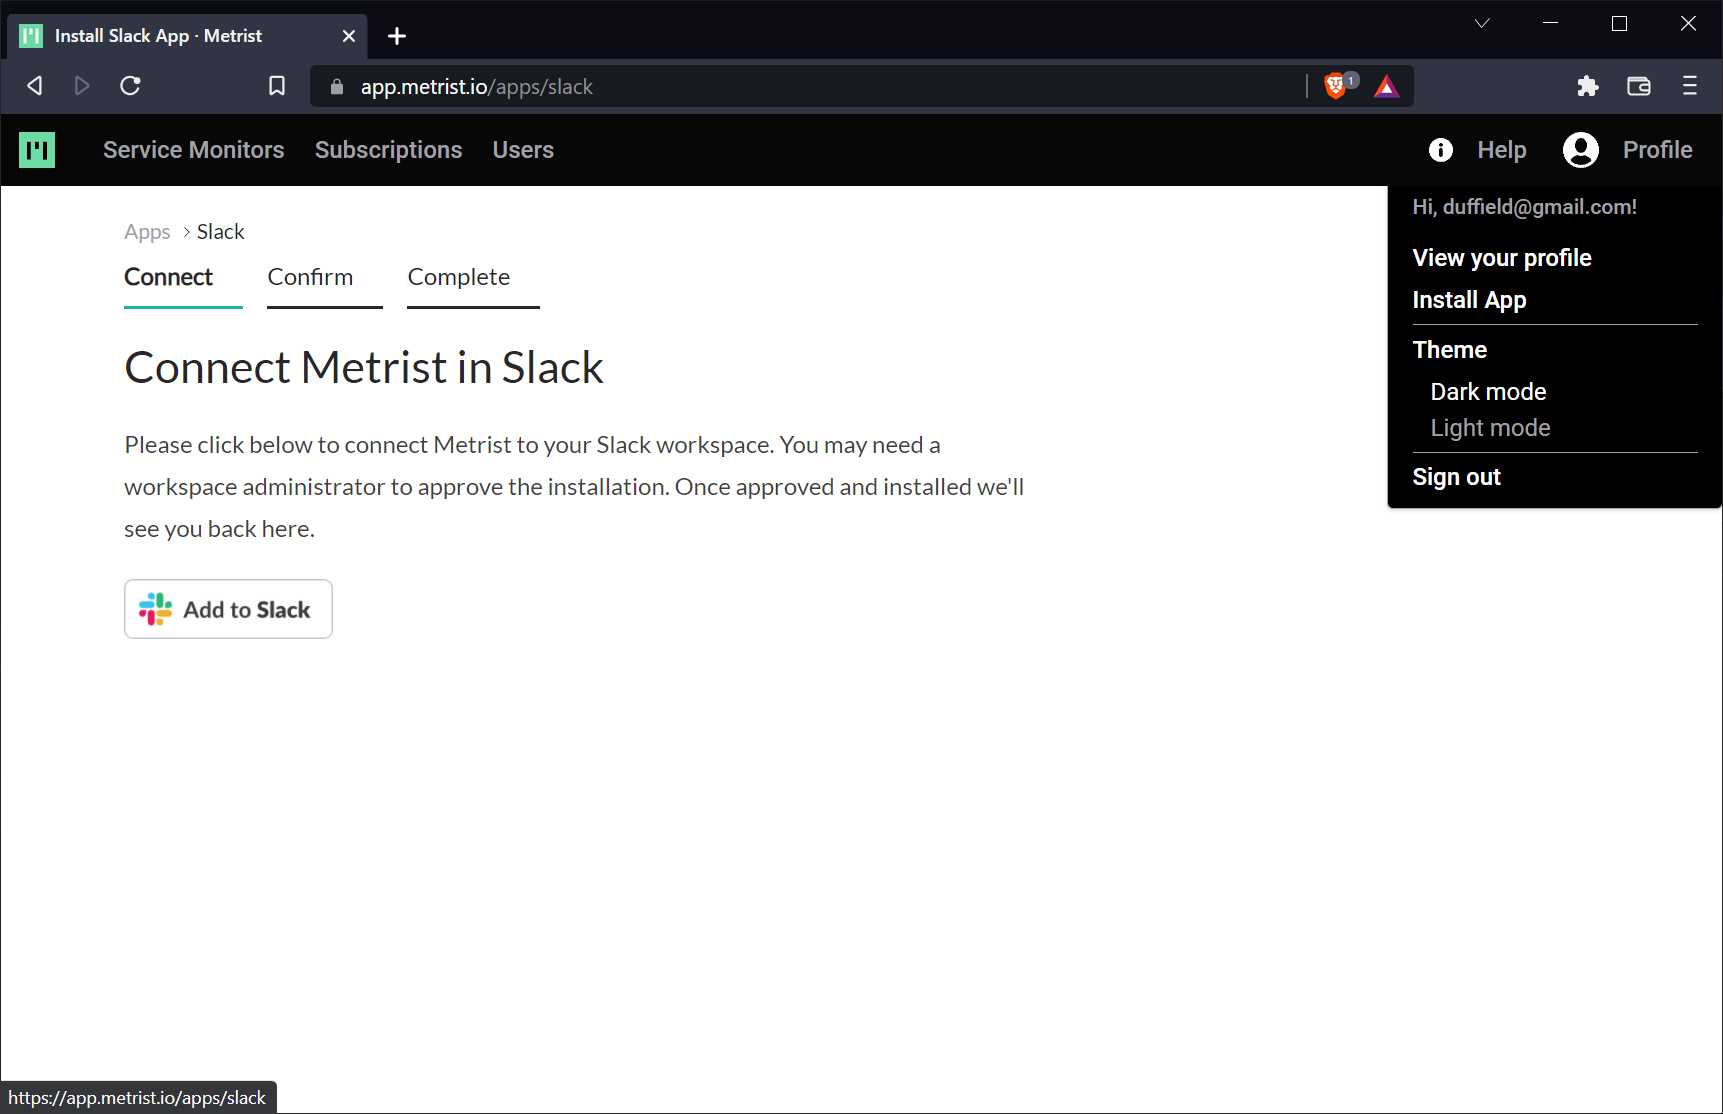 Install Slack App · Metrist
app.metrist.io/apps/slack
1
Service Monitors Subscriptions Users Help Profile
Hi, duffield@gmail.com!
View your profile
Install App
Theme
Dark mode
Light mode
Sign out
Apps > Slack
Connect Confirm Complete
Connect Metrist in Slack
Please click below to connect Metrist to your Slack workspace. You may need a
workspace administrator to approve the installation. Once approved and installed we'll
see you back here.
Add to Slack
https://app.metrist.io/apps/slack